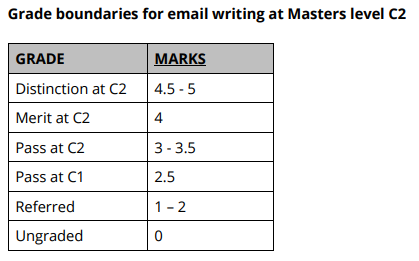 Grade boundaries for email writing at Masters level C2
GRADE MARKS
Distinction at C2 4.5 - 5
Merit at C2 4
Pass at C2 3 - 3.5
Pass at C1 2.5
Referred 1 – 2
Ungraded 0